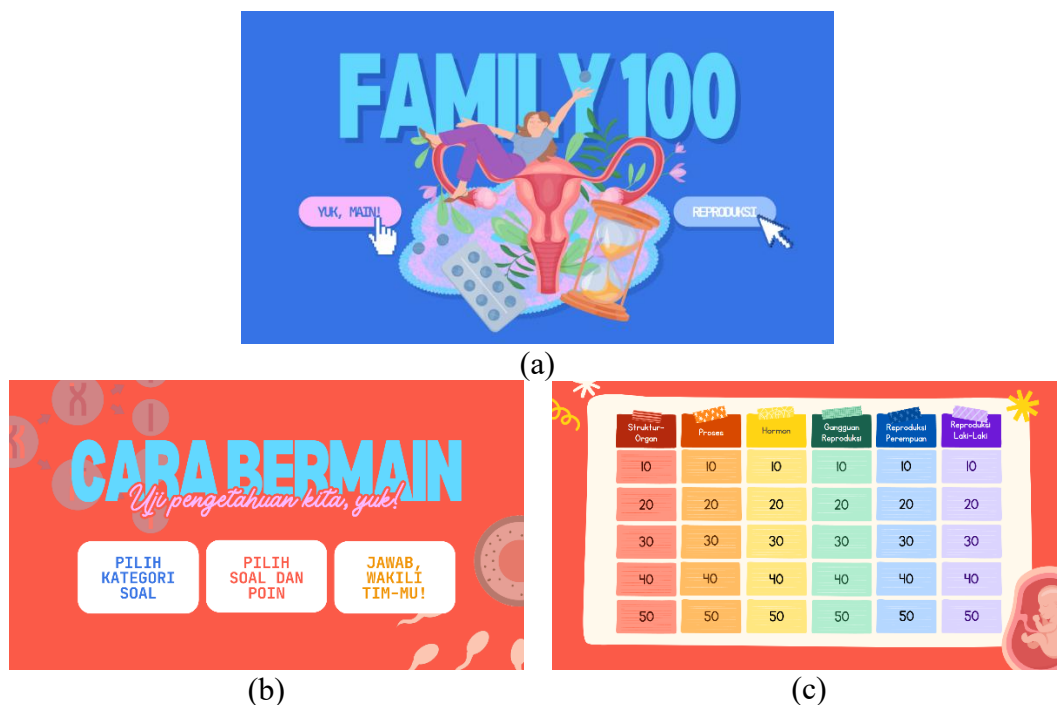 FAMILY 100
YUK, MAIN!
REPRODUKSI
(a)
CARA BERMAIN
Uji pengetahuan kita, yuk!
PILIH
KATEGORI
SOAL
PILIH
SOAL DAN
POIN
JAWAB,
WAKILI
TIM-MU!
(b)
Struktur-
Organ
Proses
Hormon
Gangguan
Reproduksi
Reproduksi
Perempuan
Reproduksi
Laki-Laki
10 10 10 10 10 10
20 20 20 20 20 20
30 30 30 30 30 30
40 40 40 40 40 40
50 50 50 50 50 50
(c)